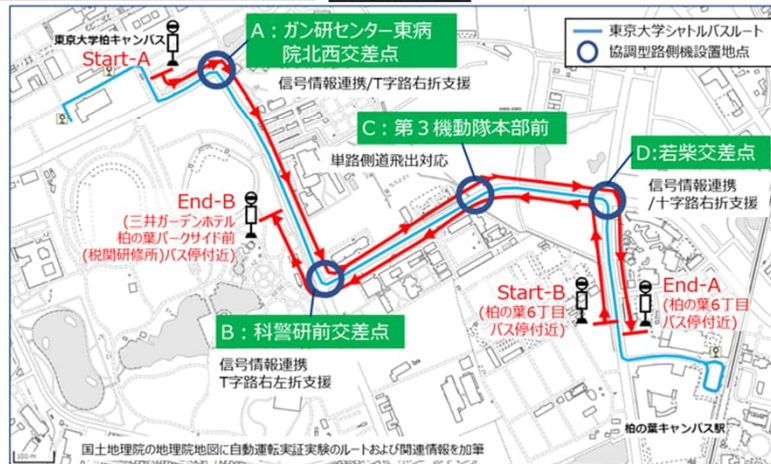 東京大学柏キャンパス
Start-A
A：ガン研センター東病
院北西交差点
信号情報連携/T字路右折支援
東京大学シャトルバスルート
協調型路側機設置地点
C：第３機動隊本部前
単路側道飛出対応
D:若柴交差点
信号情報連携
/十字路右折支援
End-B
(三井ガーデンホテル
柏の葉パークサイド前
(税関研修所)バス停付近)
B：科警研前交差点
信号情報連携
T字路右左折支援
Start-B
(柏の葉6丁目
バス停付近)
End-A
(柏の葉6丁目
バス停付近)
柏の葉キャンパス駅
100 m
国土地理院の地理院地図に自動運転実証実験のルートおよび関連情報を加筆